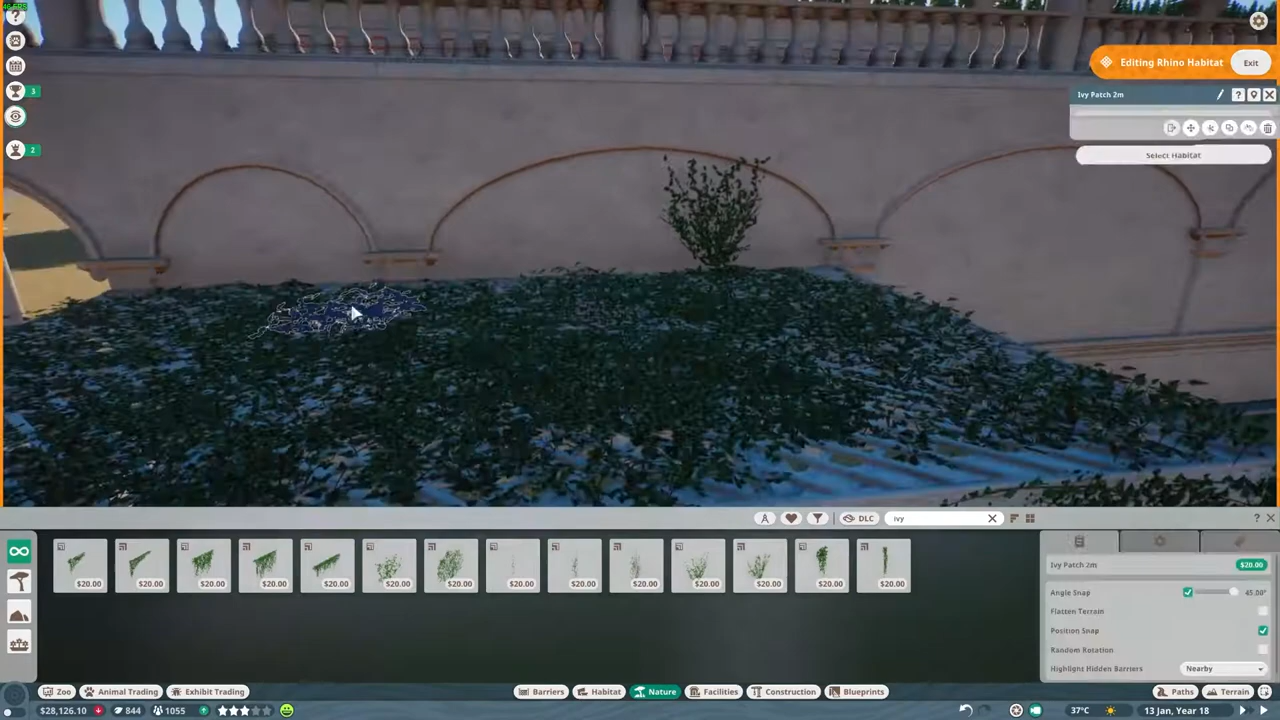 46 FPS
?
Editing Rhino Habitat
Exit
3
Ivy Patch 2m
?
Select Habitat
2
DLC
ivy
?
$20.00 $20.00 $20.00 $20.00 $20.00 $20.00 $20.00 $20.00 $20.00 $20.00 $20.00 $20.00 $20.00 $20.00
Ivy Patch 2m
$20.00
Angle Snap
45.00°
Flatten Terrain
Position Snap
Random Rotation
Highlight Hidden Barriers
Nearby
Zoo
Animal Trading
Exhibit Trading
Barriers
Habitat
Nature
Facilities
Construction
Blueprints
Paths
Terrain
$28,126.10
844
1055
37°C
13 Jan, Year 18